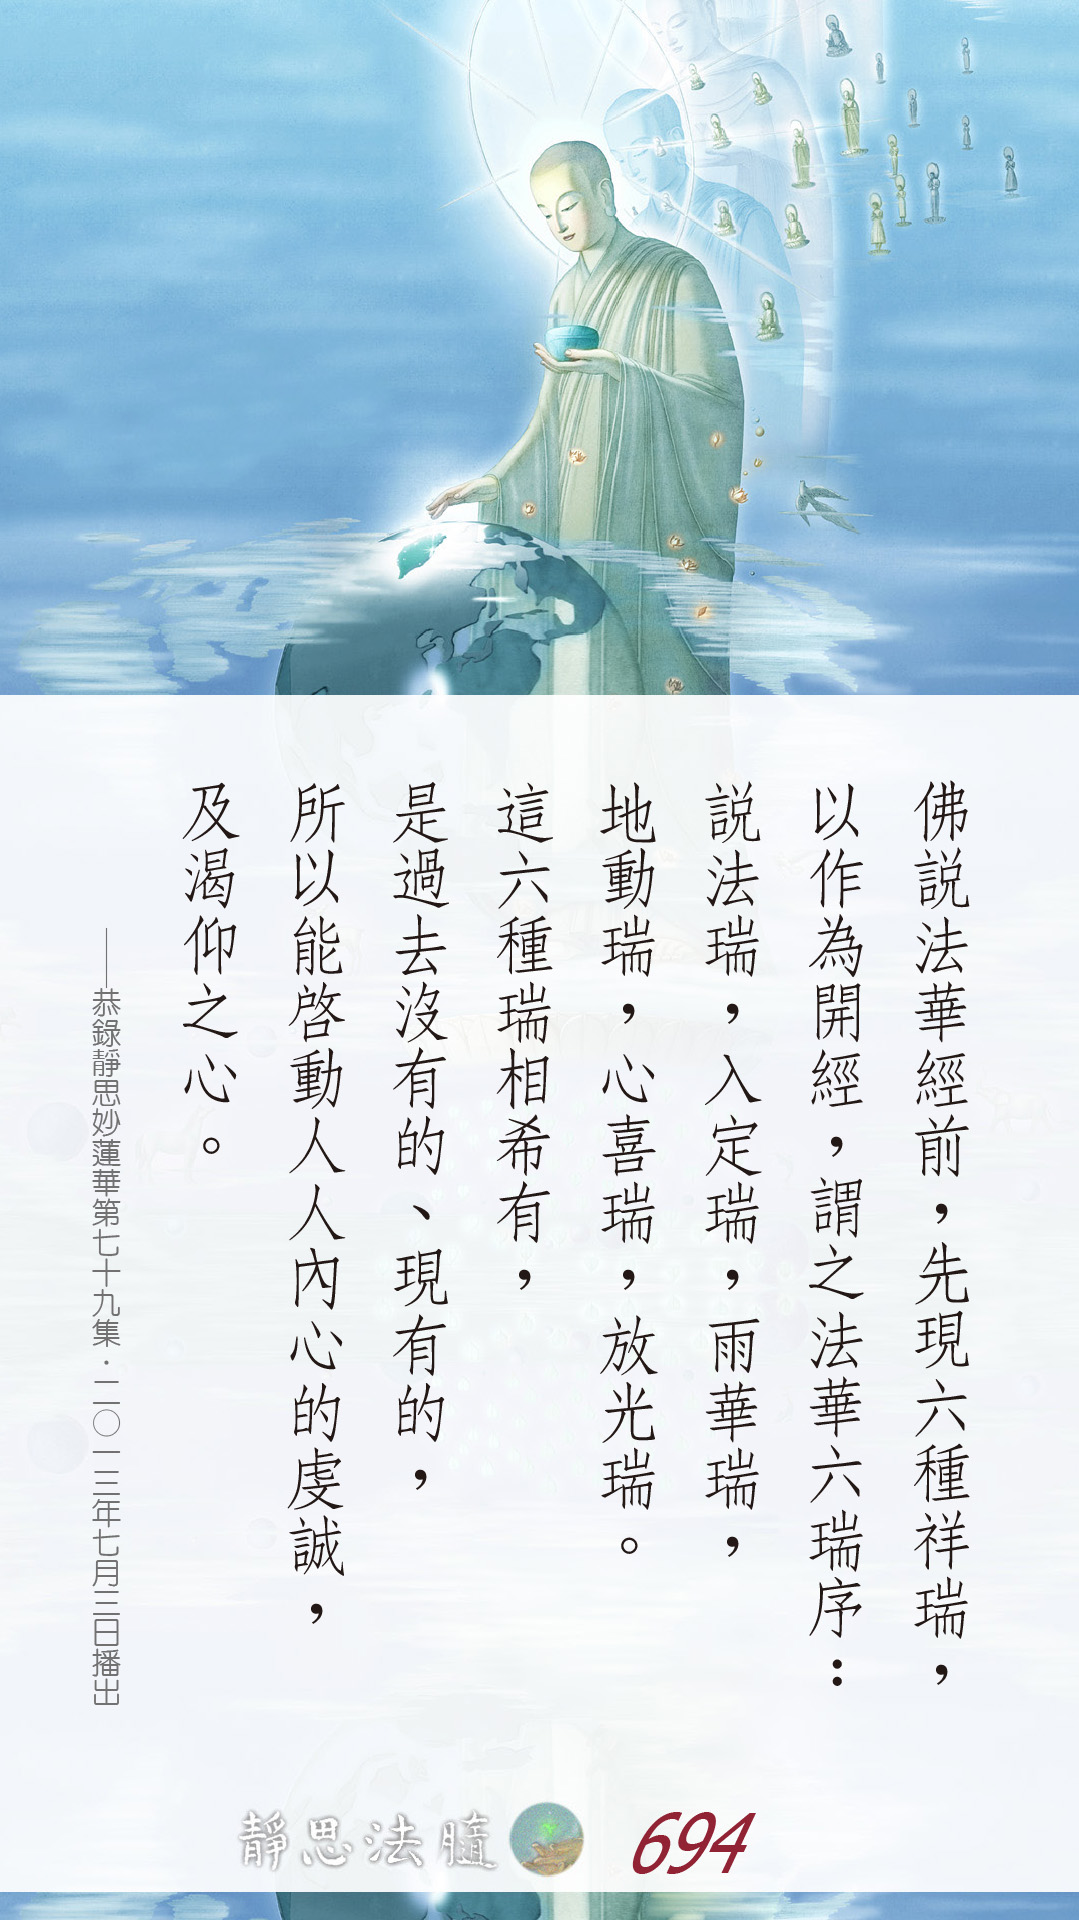 佛説法華經前，先現六種祥瑞，
以作為開經，謂之法華六瑞序：
説法瑞，入定瑞，雨華瑞，
地動瑞，心喜瑞，放光瑞。
這六種瑞相希有，
是過去沒有的、現有的，
所以能啓動人人內心的虔誠，
及渴仰之心。
——恭錄靜思妙蓮華第七十九集·二〇一三年七月三日播出
靜思法髓 694